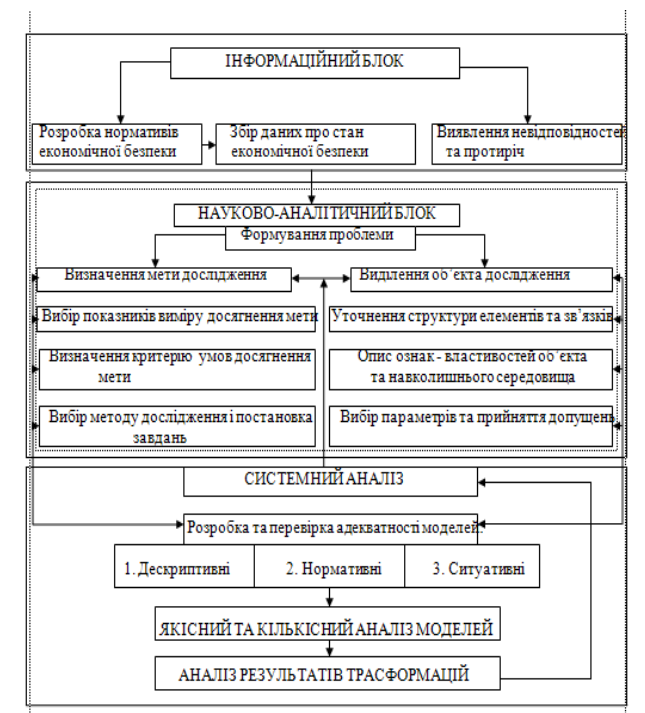 ІНФОРМАЦІЙНИЙ БЛОК
Розробка нормативів
економічної безпеки
Збір даних про стан
економічної безпеки
Виявлення невідповідностей
та протиріч
НАУКОВО-АНАЛІТИЧНИЙ БЛОК
Формування проблеми
Визначення мети дослідження
Виділення об’єкта дослідження
Вибір показників виміру досягнення мети
Уточнення структури елементів та зв’язків
Визначення критерію умов досягнення
мети
Опис ознак - властивостей об’єкта
та навколишнього середовища
Вибір методу дослідження і постановка
завдань
Вибір параметрів та прийняття допущень
СИСТЕМНИЙ АНАЛІЗ
Розробка та перевірка адекватності моделей.
1. Дескриптивні
2. Нормативні
3. Ситуативні
ЯКІСНИЙ ТА КІЛЬКІСНИЙ АНАЛІЗ МОДЕЛЕЙ
АНАЛІЗ РЕЗУЛЬТАТІВ ТРАСФОРМАЦІЙ